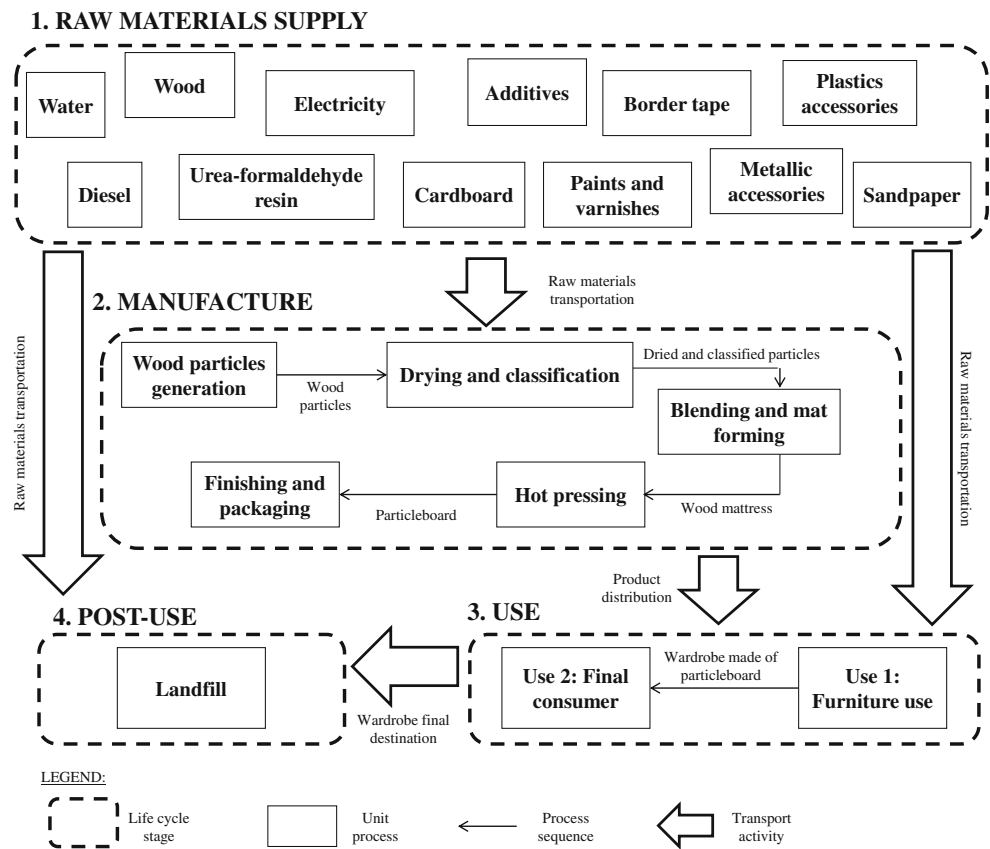 1. RAW MATERIALS SUPPLY
Water
Wood
Electricity
Additives
Border tape
Plastics
accessories
Diesel
Urea-formaldehyde
resin
Cardboard
Paints and
varnishes
Metallic
accessories
Sandpaper
Raw materials transportation
Raw materials
transportation
Raw materials transportation
2. MANUFACTURE
Wood particles
generation
Wood
particles
Drying and classification
Dried and classified particles
Blending and mat
forming
Wood mattress
Hot pressing
Particleboard
Finishing and
packaging
Product
distribution
3. USE
Use 1:
Furniture use
Wardrobe made of
particleboard
Use 2: Final
consumer
Wardrobe final
destination
4. POST-USE
Landfill
LEGEND:
Life cycle
stage
Unit
process
Process
sequence
Transport
activity